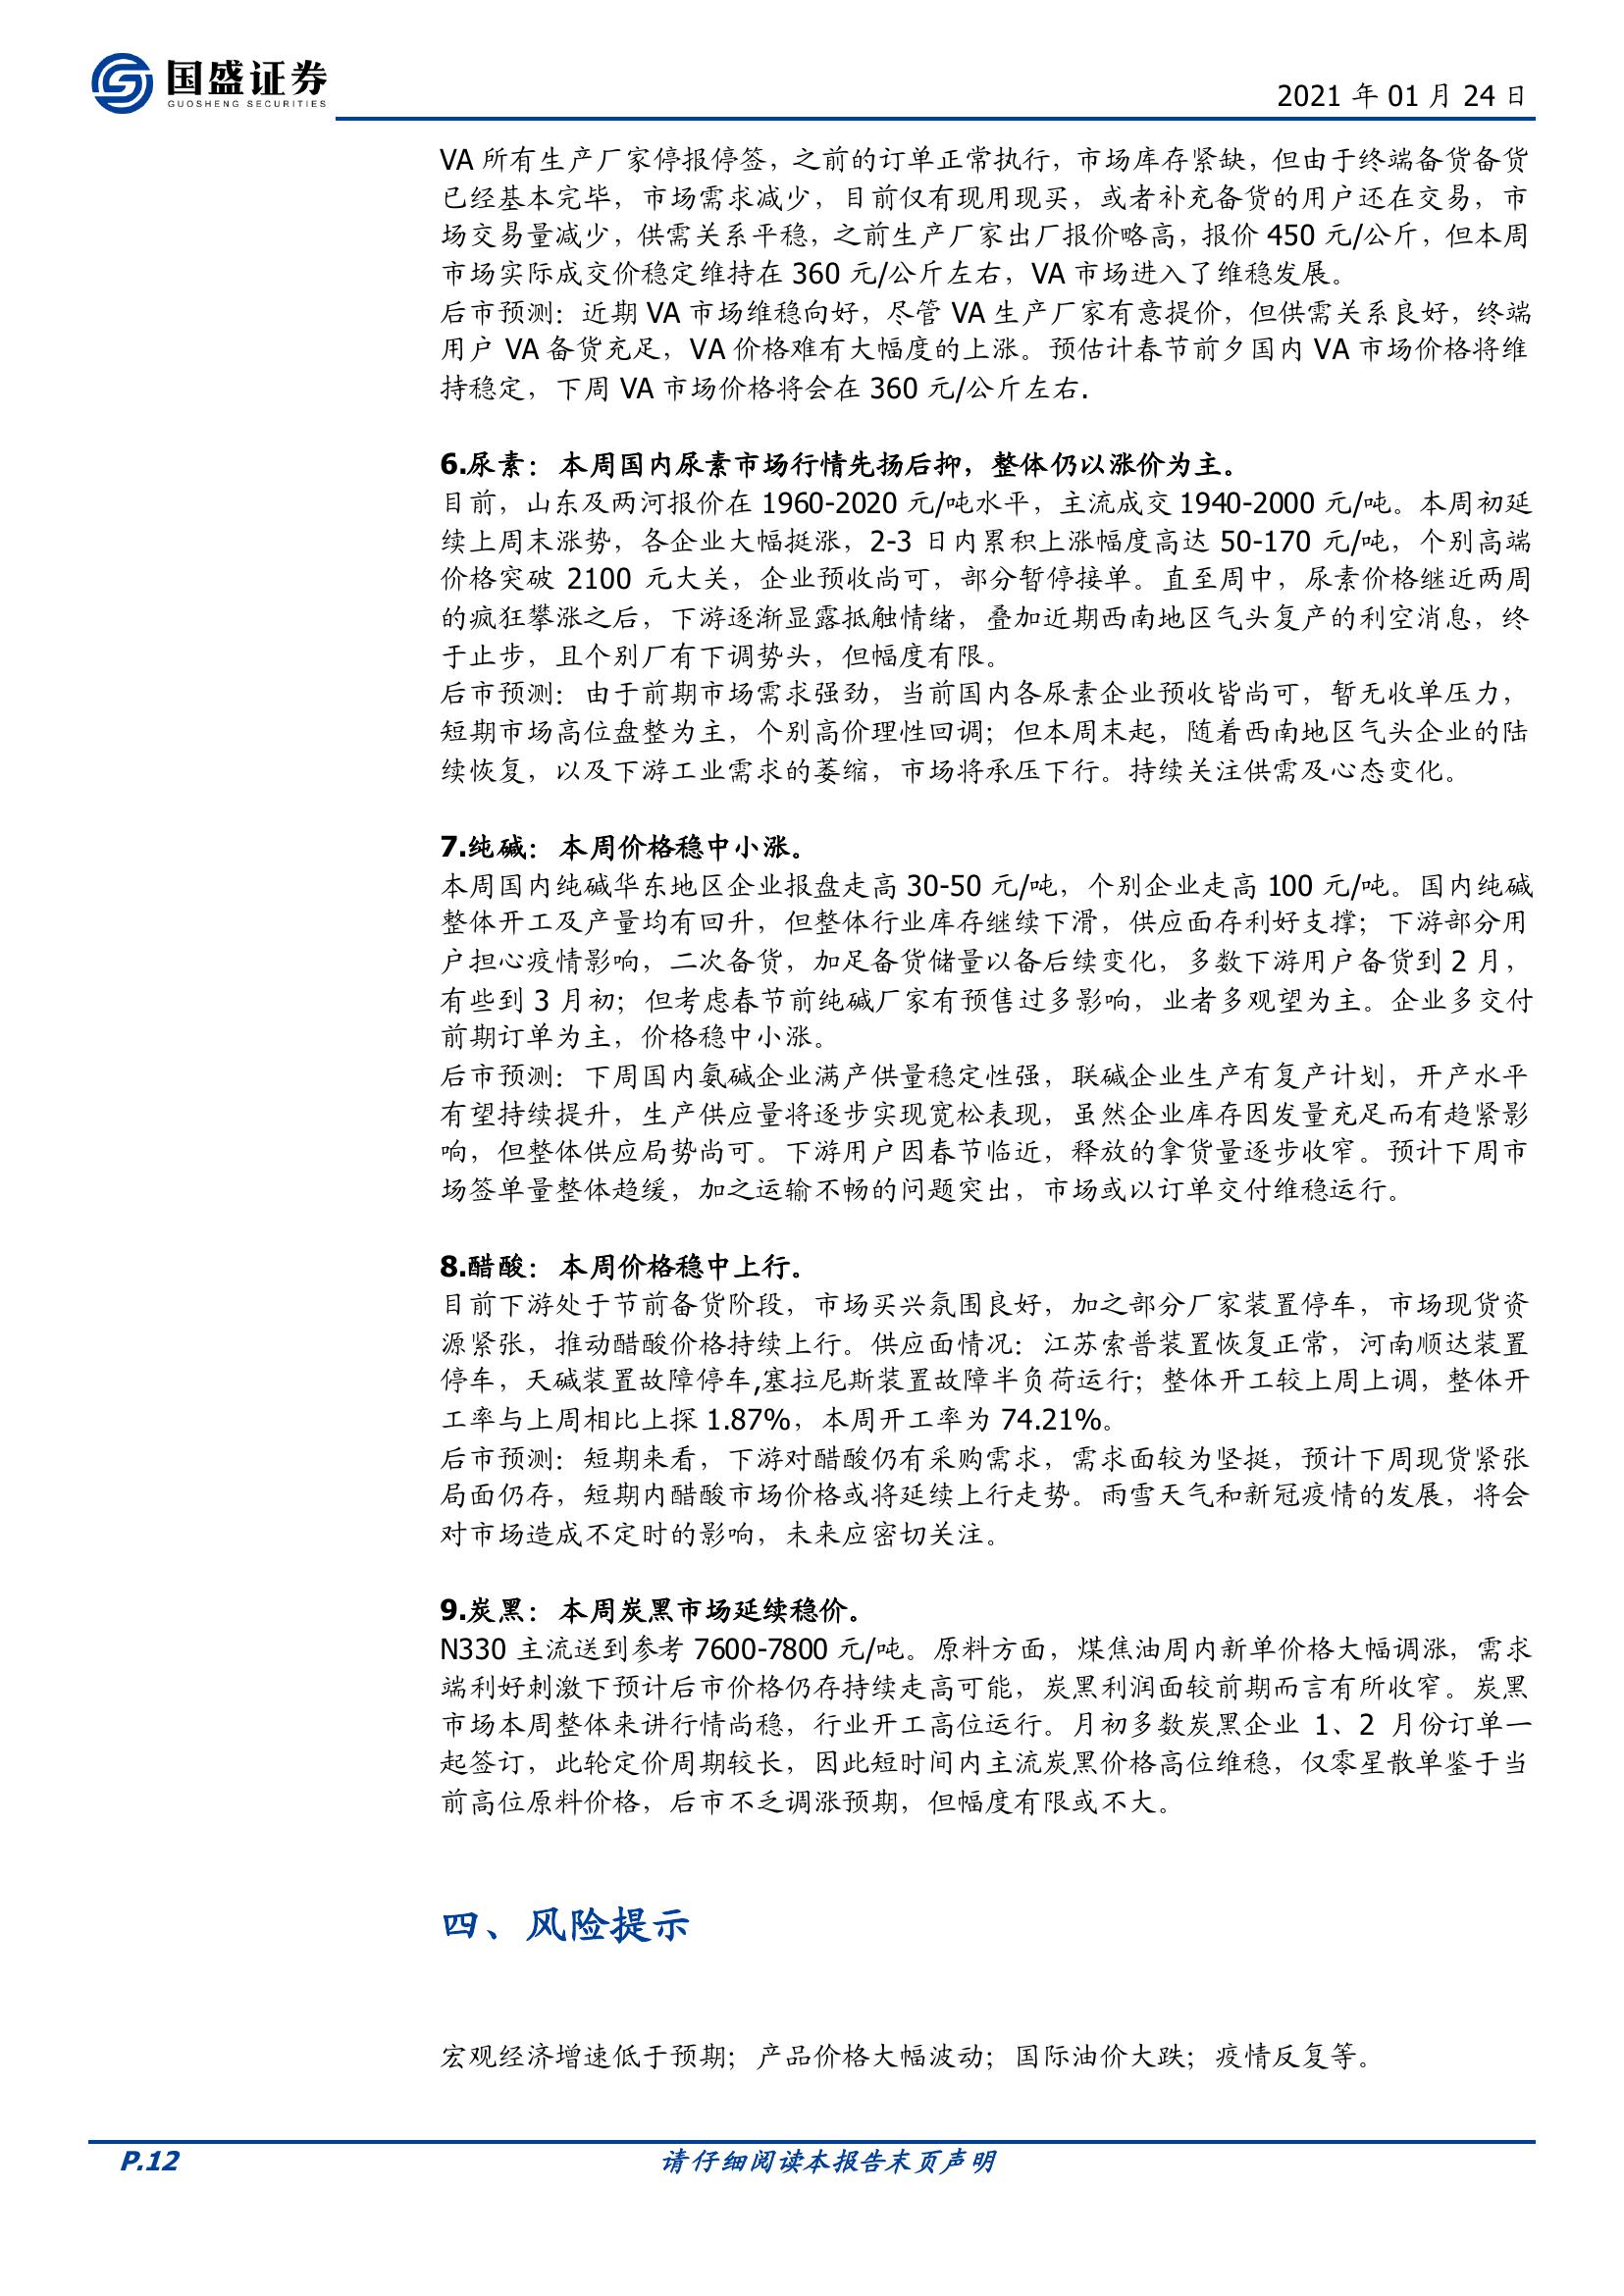 国盛证券
GUOSHENG SECURITIES
2021 年 01 月 24 日
VA 所有生产厂家停报停签，之前的订单正常执行，市场库存紧缺，但由于终端备货备货
已经基本完毕，市场需求减少，目前仅有现用现买，或者补充备货的用户还在交易，市
场交易量减少，供需关系平稳，之前生产厂家出厂报价略高，报价 450 元/公斤，但本周
市场实际成交价稳定维持在 360 元/公斤左右，VA 市场进入了维稳发展。
后市预测：近期 VA 市场维稳向好，尽管 VA 生产厂家有意提价，但供需关系良好，终端
用户 VA 备货充足，VA 价格难有大幅度的上涨。预估计春节前夕国内 VA 市场价格将维
持稳定，下周 VA 市场价格将会在 360 元/公斤左右.
6.尿素： 本周国内尿素市场行情先扬后抑，整体仍以涨价为主。
目前，山东及两河报价在 1960-2020 元/吨水平，主流成交 1940-2000 元/吨。本周初延
续上周末涨势，各企业大幅挺涨，2-3 日内累积上涨幅度高达 50-170 元/吨，个别高端
价格突破 2100 元大关，企业预收尚可，部分暂停接单。直至周中，尿素价格继近两周
的疯狂攀涨之后，下游逐渐显露抵触情绪，叠加近期西南地区气头复产的利空消息，终
于止步，且个别厂有下调势头，但幅度有限。
后市预测：由于前期市场需求强劲，当前国内各尿素企业预收皆尚可，暂无收单压力，
短期市场高位盘整为主，个别高价理性回调；但本周末起，随着西南地区气头企业的陆
续恢复，以及下游工业需求的萎缩，市场将承压下行。持续关注供需及心态变化。
7.纯碱： 本周价格稳中小涨。
本周国内纯碱华东地区企业报盘走高 30-50 元/吨，个别企业走高 100 元/吨。国内纯碱
整体开工及产量均有回升，但整体行业库存继续下滑，供应面存利好支撑；下游部分用
户担心疫情影响，二次备货，加足备货储量以备后续变化，多数下游用户备货到 2 月，
有些到 3 月初；但考虑春节前纯碱厂家有预售过多影响，业者多观望为主。企业多交付
前期订单为主，价格稳中小涨。
后市预测：下周国内氨碱企业满产供量稳定性强，联碱企业生产有复产计划，开产水平
有望持续提升，生产供应量将逐步实现宽松表现，虽然企业库存因发量充足而有趋紧影
响，但整体供应局势尚可。下游用户因春节临近，释放的拿货量逐步收窄。预计下周市
场签单量整体趋缓，加之运输不畅的问题突出，市场或以订单交付维稳运行。
8.醋酸： 本周价格稳中上行。
目前下游处于节前备货阶段，市场买兴氛围良好，加之部分厂家装置停车，市场现货资
源紧张，推动醋酸价格持续上行。供应面情况：江苏索普装置恢复正常，河南顺达装置
停车，天碱装置故障停车,塞拉尼斯装置故障半负荷运行；整体开工较上周上调，整体开
工率与上周相比上探 1.87%，本周开工率为 74.21%。
后市预测：短期来看，下游对醋酸仍有采购需求，需求面较为坚挺，预计下周现货紧张
局面仍存，短期内醋酸市场价格或将延续上行走势。雨雪天气和新冠疫情的发展，将会
对市场造成不定时的影响，未来应密切关注。
9.炭黑： 本周炭黑市场延续稳价。
N330 主流送到参考 7600-7800 元/吨。原料方面，煤焦油周内新单价格大幅调涨，需求
端利好刺激下预计后市价格仍存持续走高可能，炭黑利润面较前期而言有所收窄。炭黑
市场本周整体来讲行情尚稳，行业开工高位运行。月初多数炭黑企业 1、2 月份订单一
起签订，此轮定价周期较长，因此短时间内主流炭黑价格高位维稳，仅零星散单鉴于当
前高位原料价格，后市不乏调涨预期，但幅度有限或不大。
四、风险提示
宏观经济增速低于预期；产品价格大幅波动；国际油价大跌；疫情反复等。
P.12
请仔细阅读本报告末页声明